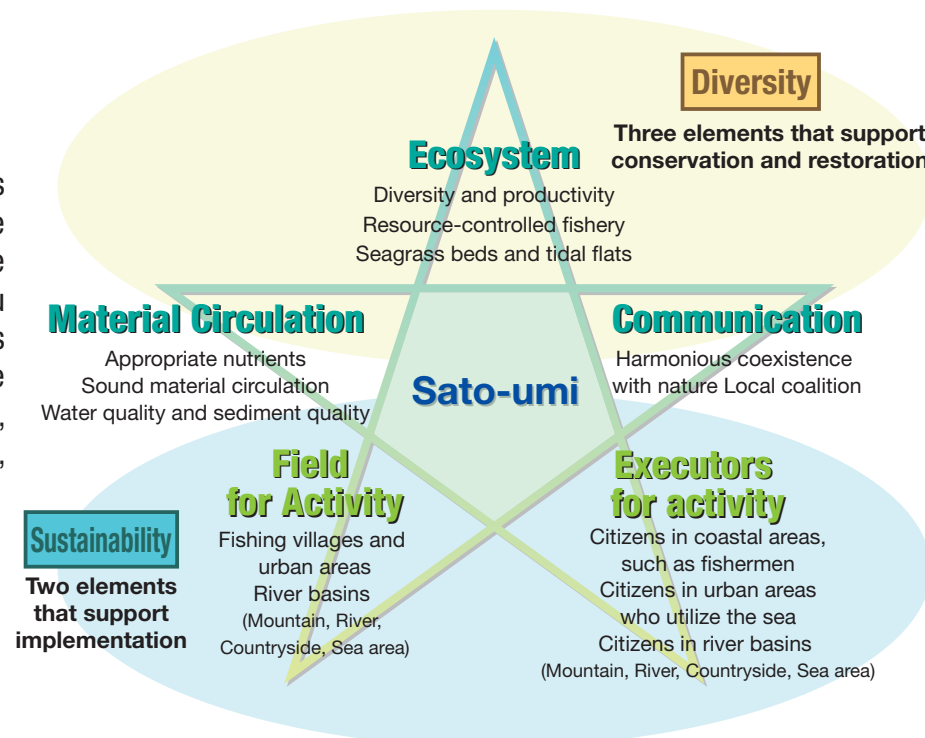 Diversity
Three elements that support
conservation and restoration
Ecosystem
Diversity and productivity
Resource-controlled fishery
Seagrass beds and tidal flats
Material Circulation
Appropriate nutrients
Sound material circulation
Water quality and sediment quality
Communication
Harmonious coexistence
with nature Local coalition
Sato-umi
Field
for Activity
Fishing villages and
urban areas
River basins
(Mountain, River,
Countryside, Sea area)
Executors
for activity
Citizens in coastal areas,
such as fishermen
Citizens in urban areas
who utilize the sea
Citizens in river basins
(Mountain, River, Countryside, Sea area)
Sustainability
Two elements
that support
implementation